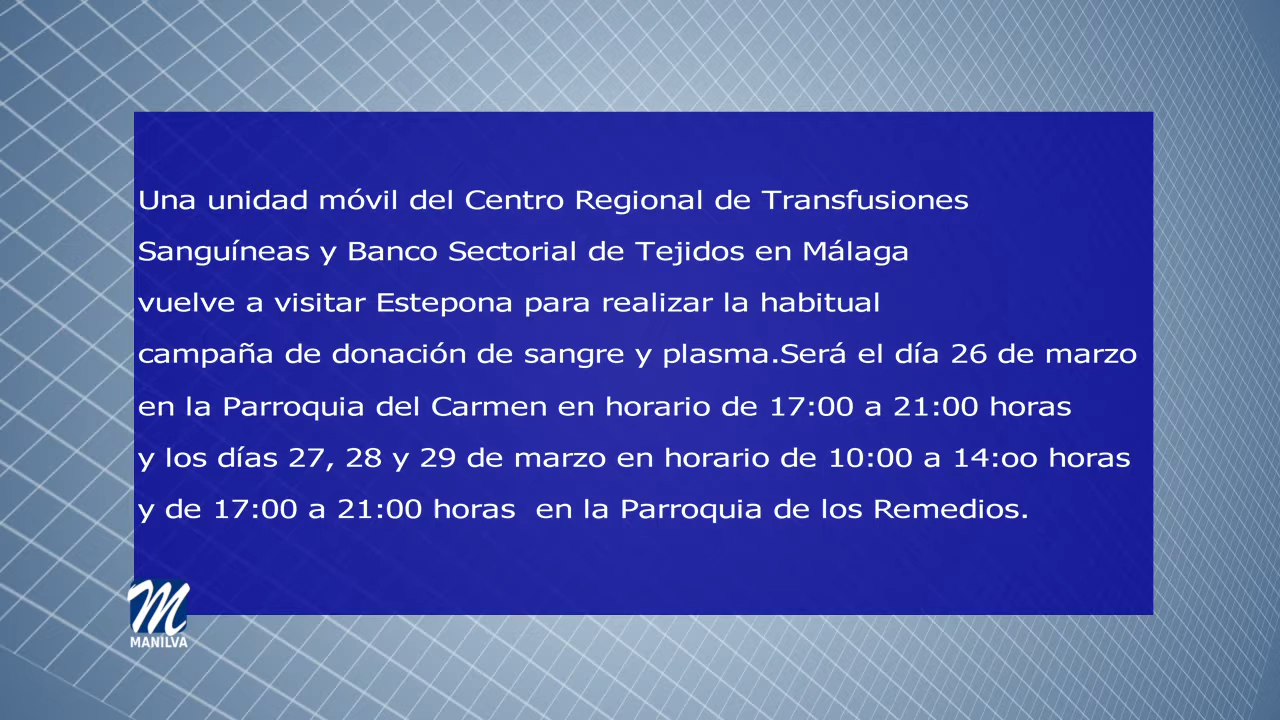 Una unidad móvil del Centro Regional de Transfusiones
Sanguíneas y Banco Sectorial de Tejidos en Málaga
vuelve a visitar Estepona para realizar la habitual
campaña de donación de sangre y plasma.Será el día 26 de marzo
en la Parroquia del Carmen en horario de 17:00 a 21:00 horas
y los días 27, 28 y 29 de marzo en horario de 10:00 a 14:oo horas
y de 17:00 a 21:00 horas  en la Parroquia de los Remedios.
M
MANILVA